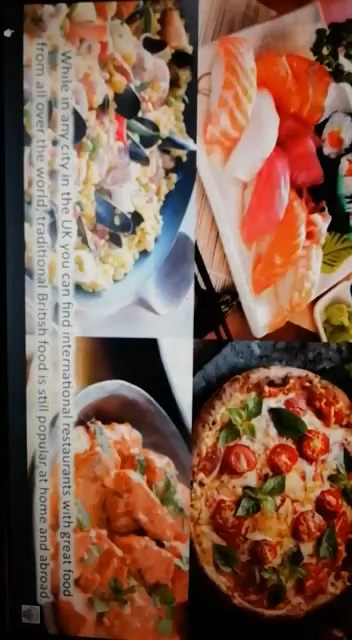 While in any city in the UK you can find international restaurants with great food
from all over the world, traditional British food is still popular at home and abroad